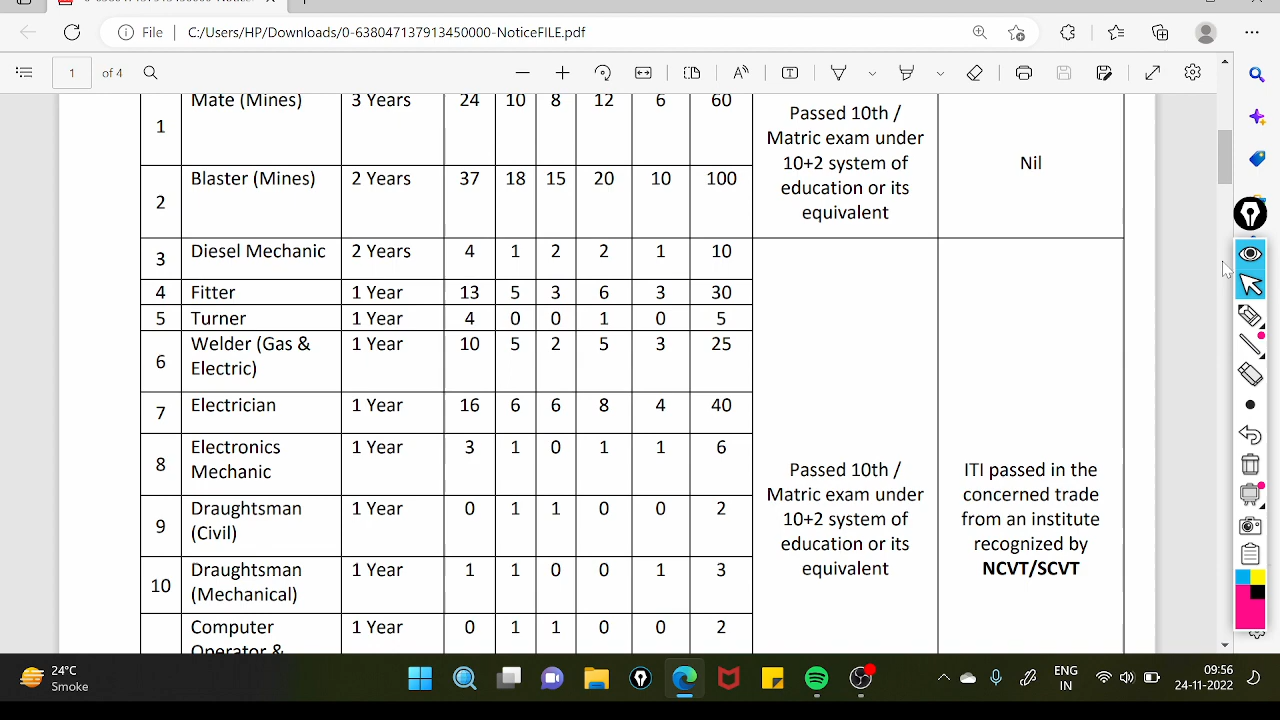 0-638047137913450000-Notice
File C:/Users/HP/Downloads/0-638047137913450000-NoticeFILE.pdf
1 of 4
Mate (Mines) 3 Years 24 10 8 12 6 60
1
Passed 10th /
Matric exam under
10+2 system of
education or its
equivalent
Nil
Blaster (Mines) 2 Years 37 18 15 20 10 100
2
Diesel Mechanic 2 Years 4 1 2 2 1 10
3
4 Fitter 1 Year 13 5 3 6 3 30
5 Turner 1 Year 4 0 0 1 0 5
Welder (Gas & 1 Year 10 5 2 5 3 25
6
Electric)
Electrician 1 Year 16 6 6 8 4 40
7
Electronics 1 Year 3 1 0 1 1 6
8
Mechanic
Draughtsman 1 Year 0 1 1 0 0 2
9
(Civil)
Draughtsman 1 Year 1 1 0 0 1 3
10
(Mechanical)
Computer 1 Year 0 1 1 0 0 2
Operator &
Passed 10th /
Matric exam under
10+2 system of
education or its
equivalent
ITI passed in the
concerned trade
from an institute
recognized by
NCVT/SCVT
24°C
Smoke
ENG
IN
09:56
24-11-2022